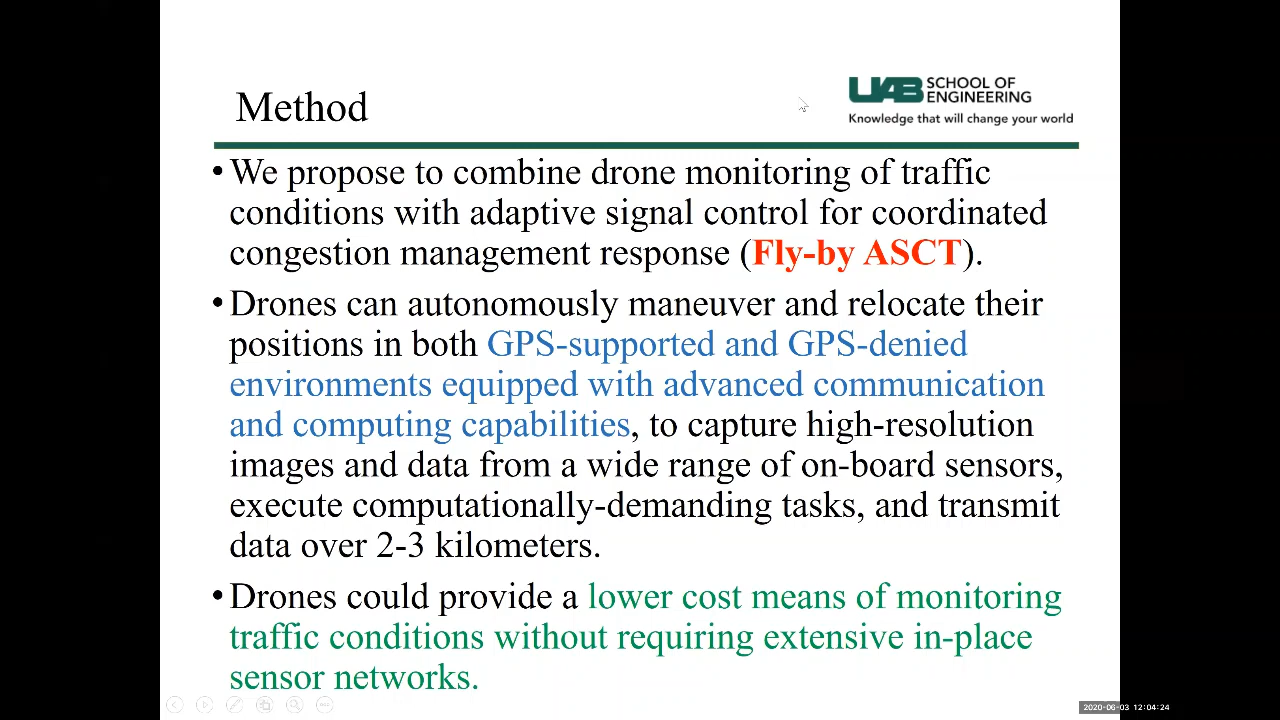 Method
UAB SCHOOL OF
ENGINEERING
Knowledge that will change your world
• We propose to combine drone monitoring of traffic
conditions with adaptive signal control for coordinated
congestion management response (Fly-by ASCT).
• Drones can autonomously maneuver and relocate their
positions in both GPS-supported and GPS-denied
environments equipped with advanced communication
and computing capabilities, to capture high-resolution
images and data from a wide range of on-board sensors,
execute computationally-demanding tasks, and transmit
data over 2-3 kilometers.
• Drones could provide a lower cost means of monitoring
traffic conditions without requiring extensive in-place
sensor networks.
2020-06-03 12:04:24